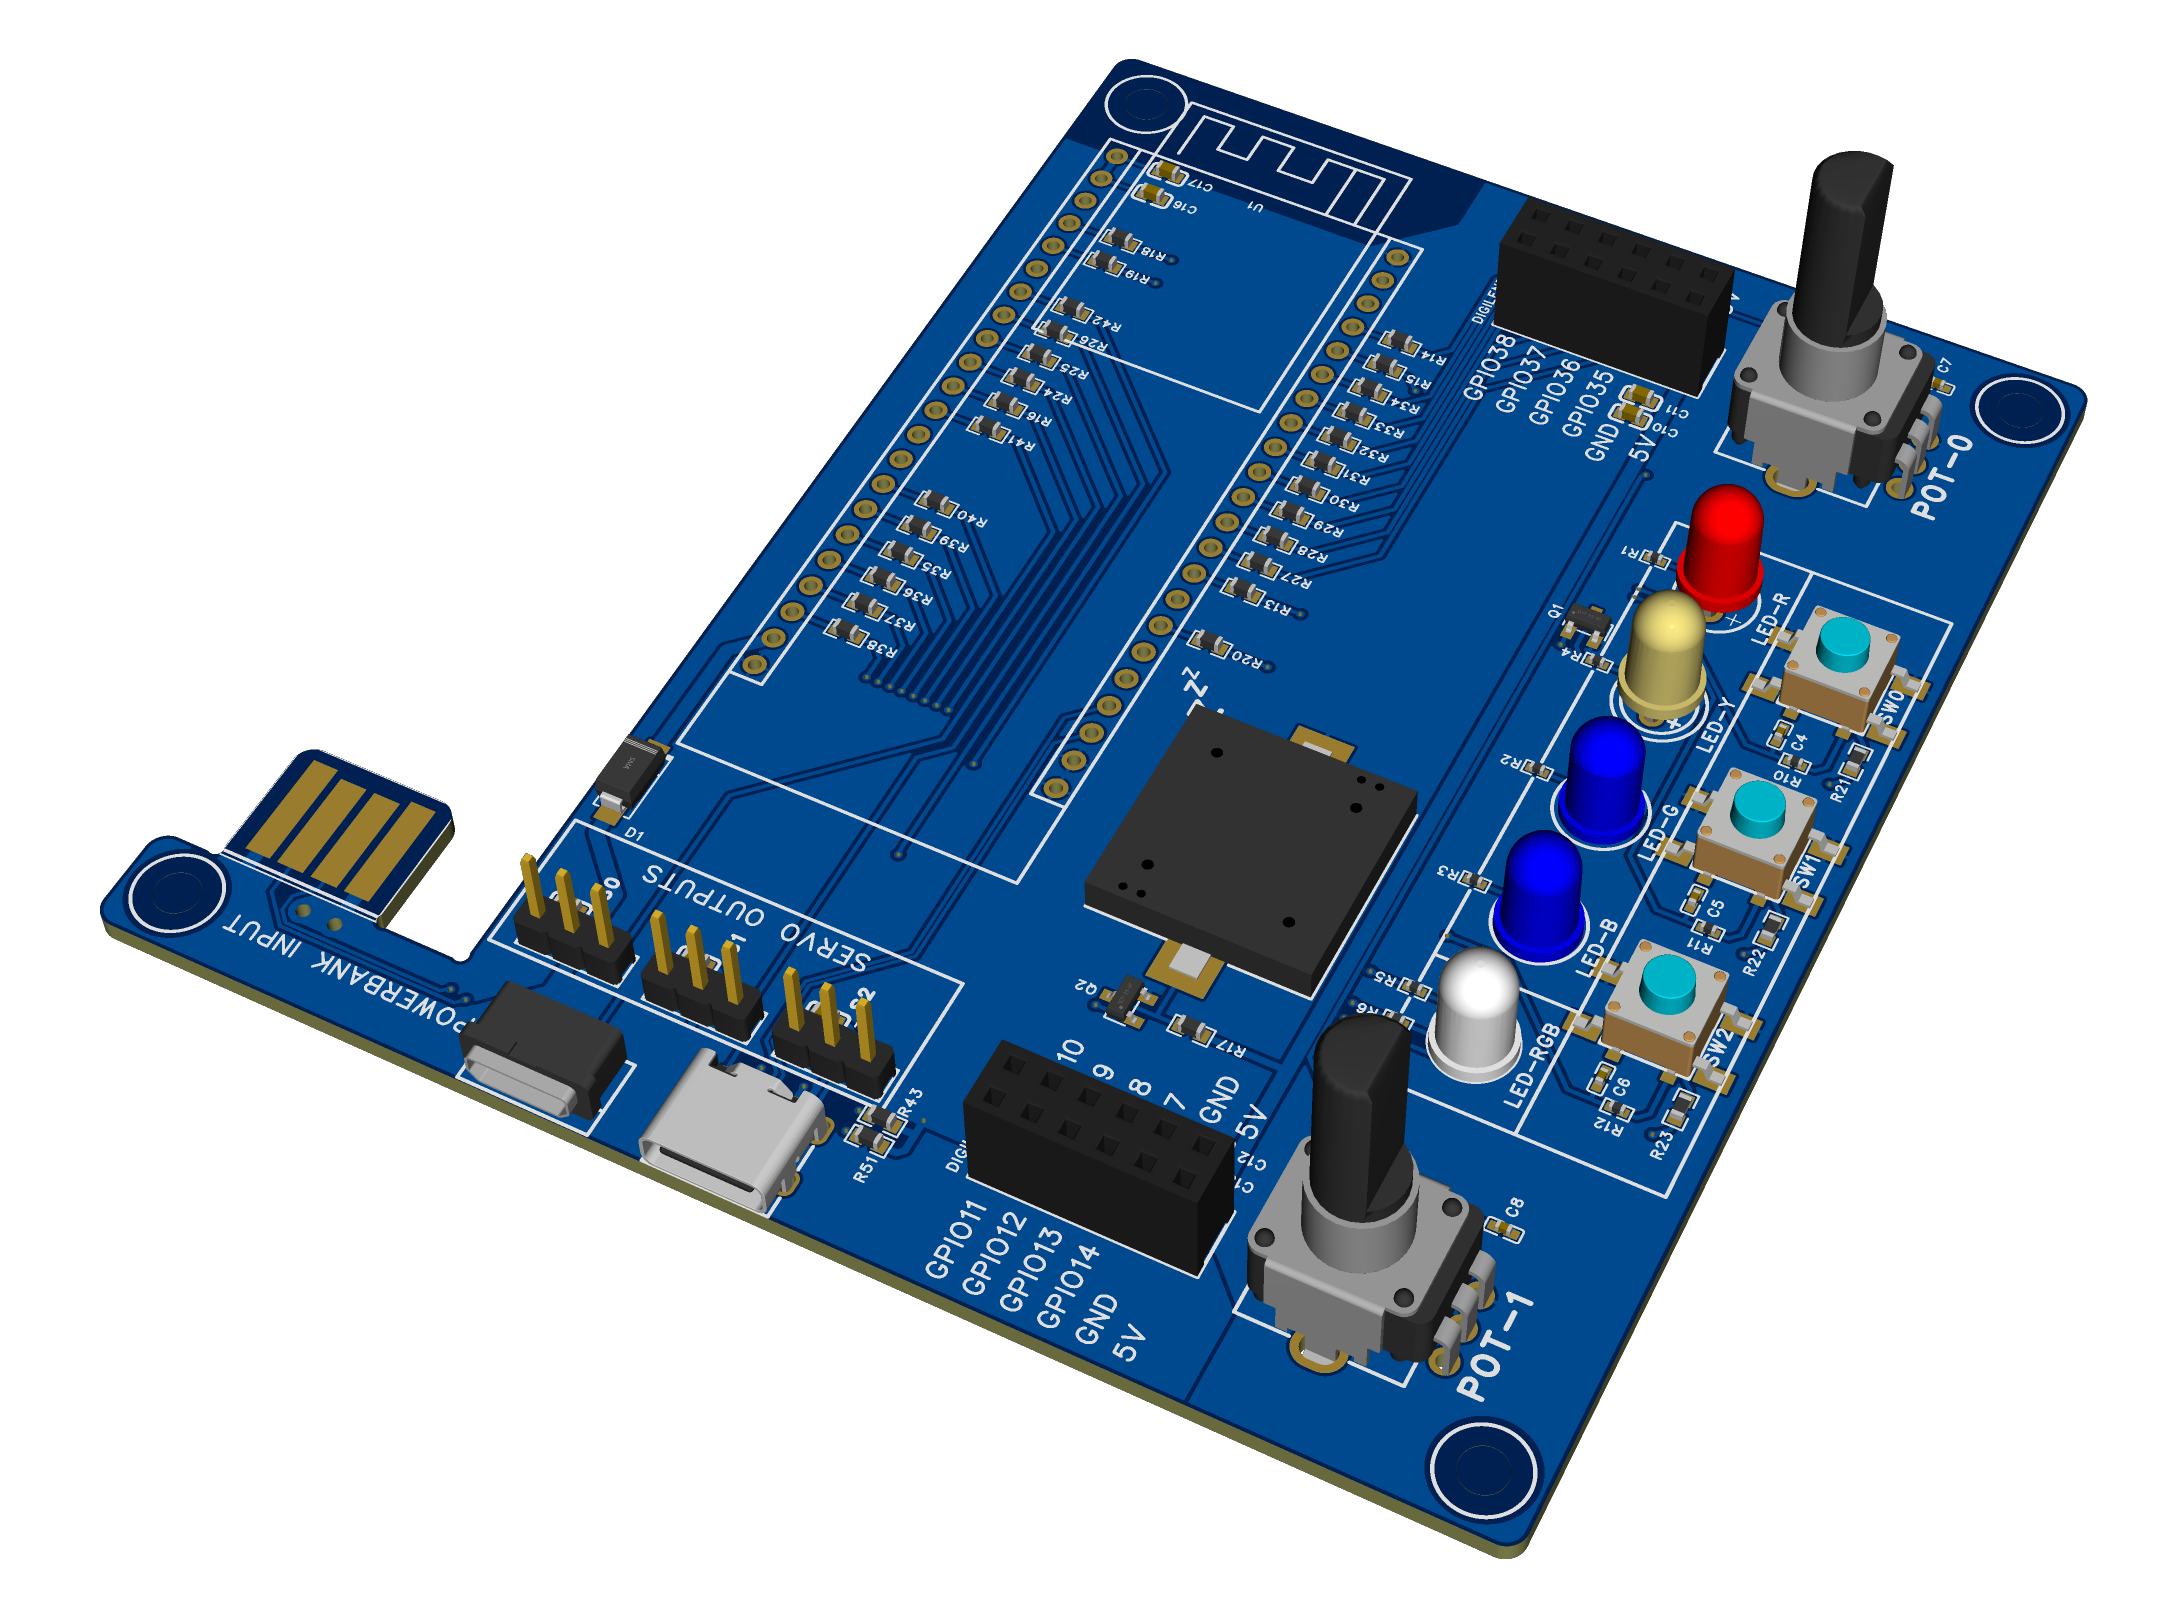 C17
C16
U1
R18
R19
R42
R26
R25
R24
R16
R41
R40
R39
R35
R36
R37
R38
R14
R15
R34
R33
R32
R31
R30
R29
R28
R27
R13
R20
GPIO38
GPIO37
GPIO36
GPIO35
GND
5V
C11
C10
C7
POT-0
R1
Q1
R4
R2
R3
R5
R6
LED-R
LED-Y
LED-G
LED-B
LED-RGB
SW0
C4
R10
R21
SW1
C5
R11
R22
SW2
C6
R12
R23
D1
SERVO OUTPUTS
POWERBANK INPUT
Q2
R17
R43
R51
10
9
8
7
GND
5V
C12
GPIO11
GPIO12
GPIO13
GPIO14
GND
5V
C8
POT-1